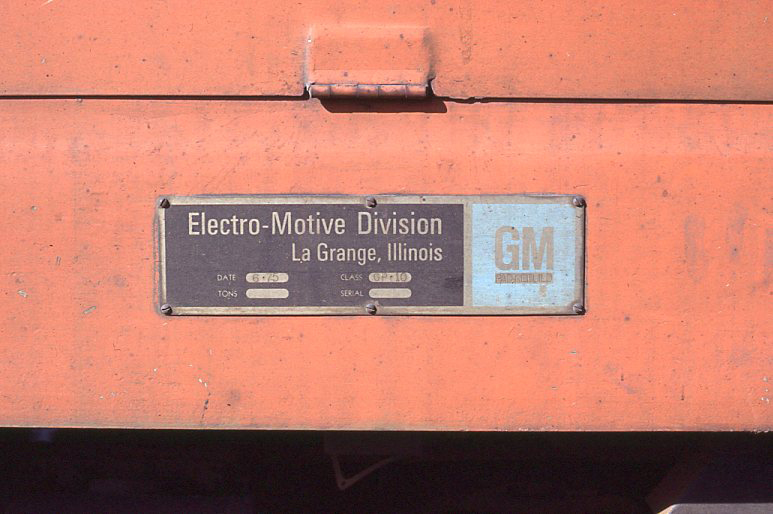 Electro-Motive Division
La Grange, Illinois
DATE 6-75 CLASS GP-10
TONS SERIAL
GM